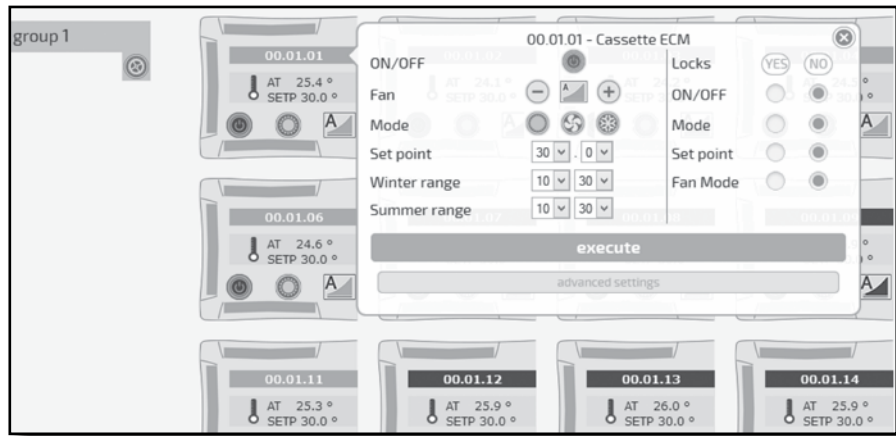 group 1
00.01.01
AT 25.4 °
SETP 30.0 °
A
00.01.01 - Cassette ECM
ON/OFF
Fan
A
Mode
Set point
30 . 0
Winter range
10 30
Summer range
10 30
Locks YES NO
ON/OFF
Mode
Set point
Fan Mode
execute
advanced settings
A
00.01.06
AT 24.6 °
SETP 30.0 °
A
A
00.01.11
AT 25.3 °
SETP 30.0 °
00.01.12
AT 25.9 °
SETP 30.0 °
00.01.13
AT 26.0 °
SETP 30.0 °
00.01.14
AT 25.9 °
SETP 30.0 °